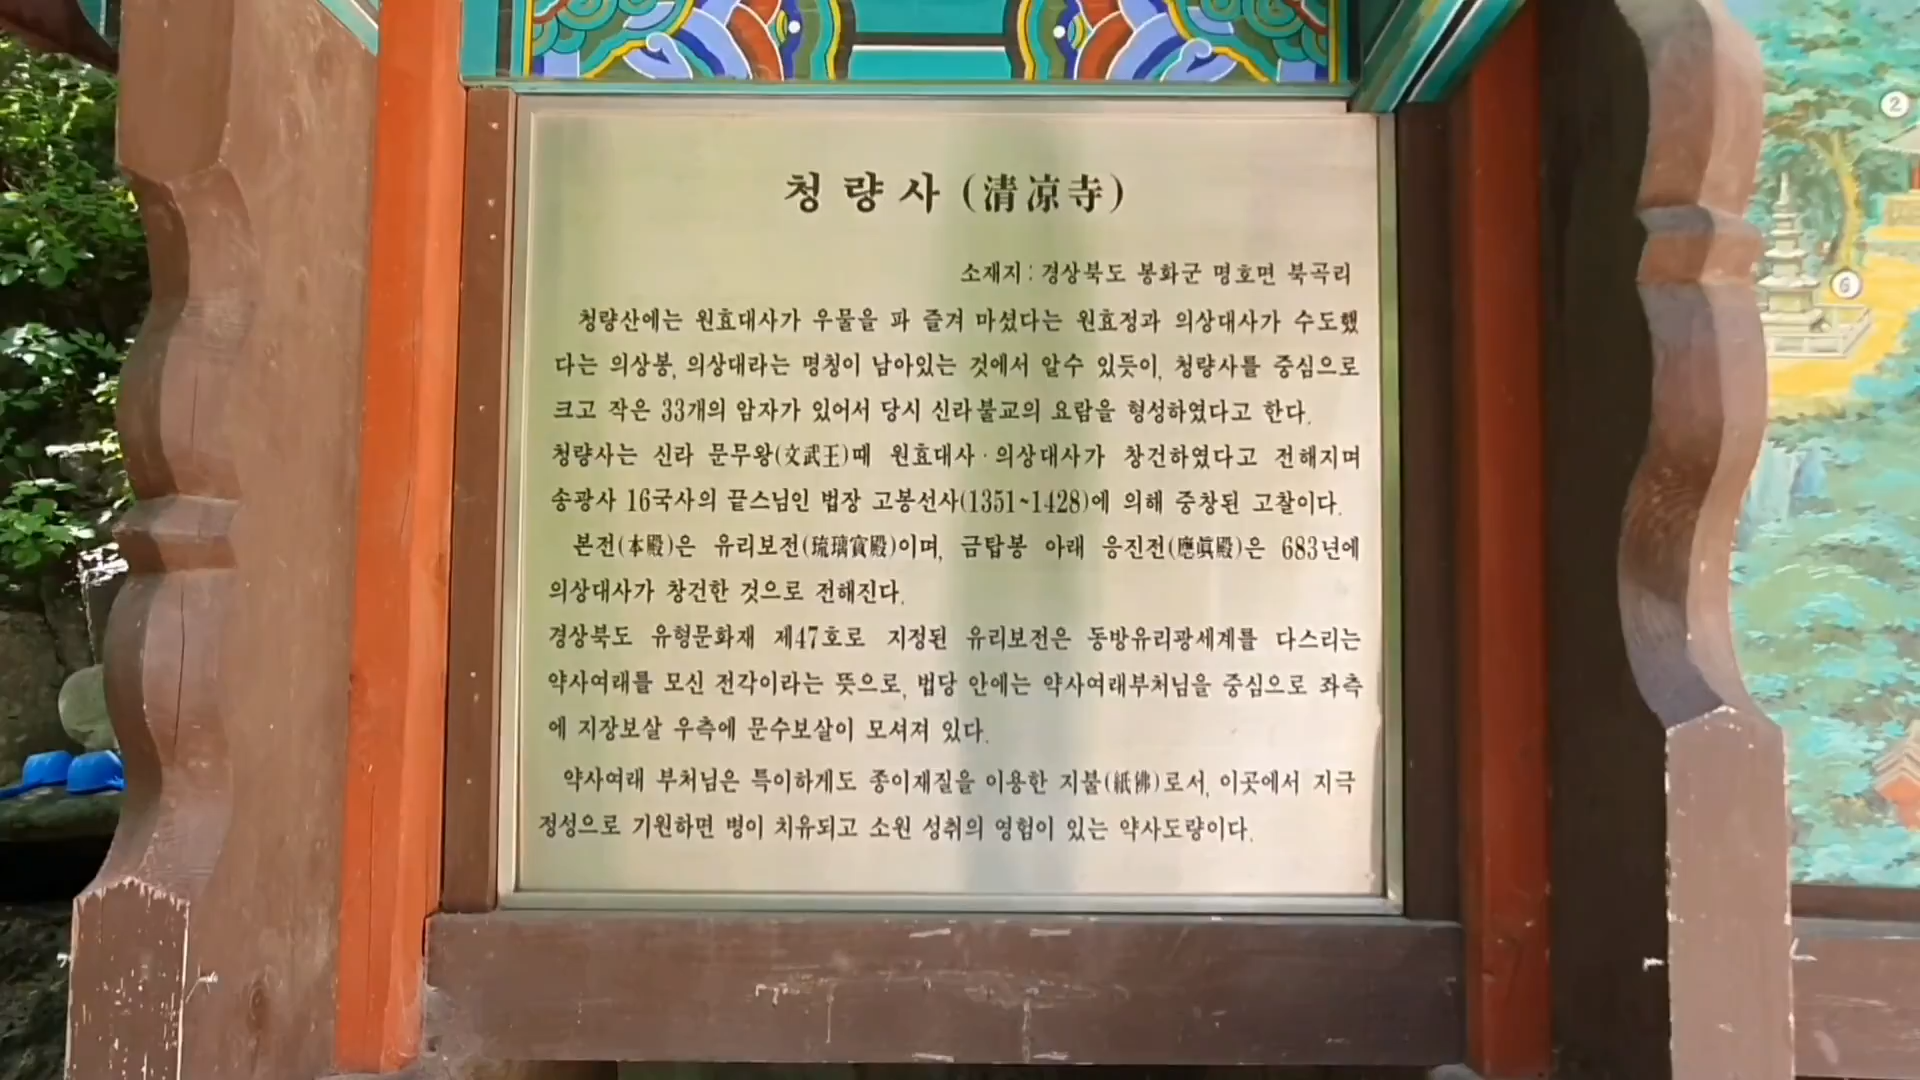 청량사 (清凉寺)
소재지 : 경상북도 봉화군 명호면 북곡리
청량산에는 원효대사가 우물을 파 즐겨 마셨다는 원효정과 의상대사가 수도했
다는 의상봉, 의상대라는 명칭이 남아있는 것에서 알수 있듯이, 청량사를 중심으로
크고 작은 33개의 암자가 있어서 당시 신라불교의 요람을 형성하였다고 한다.
청량사는 신라 문무왕(文武王)때 원효대사·의상대사가 창건하였다고 전해지며
송광사 16국사의 끝스님인 법장 고봉선사(1351~1428)에 의해 중창된 고찰이다.
본전(本殿)은 유리보전(琉璃寶殿)이며, 금탑봉 아래 응진전(應眞殿)은 683년에
의상대사가 창건한 것으로 전해진다.
경상북도 유형문화재 제47호로 지정된 유리보전은 동방유리광세계를 다스리는
약사여래를 모신 전각이라는 뜻으로, 법당 안에는 약사여래부처님을 중심으로 좌측
에 지장보살 우측에 문수보살이 모셔져 있다.
약사여래 부처님은 특이하게도 종이재질을 이용한 지불(紙佛)로서, 이곳에서 지극
정성으로 기원하면 병이 치유되고 소원 성취의 영험이 있는 약사도량이다.
2
6